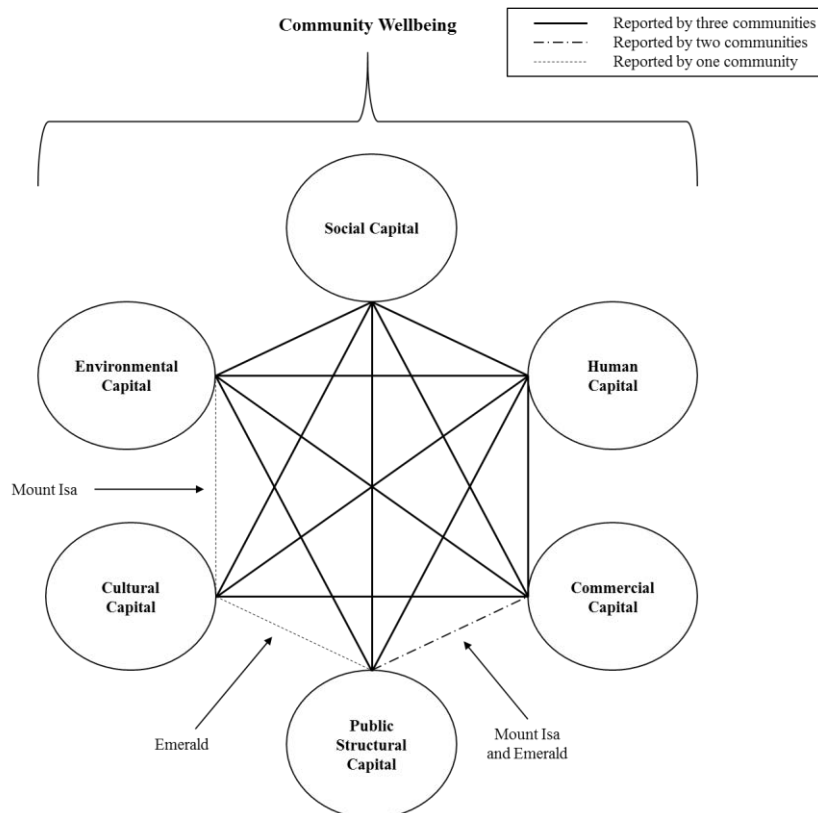 Community Wellbeing
Reported by three communities
Reported by two communities
Reported by one community
Social Capital
Environmental
Capital
Human
Capital
Mount Isa
Cultural
Capital
Commercial
Capital
Emerald
Public
Structural
Capital
Mount Isa
and Emerald